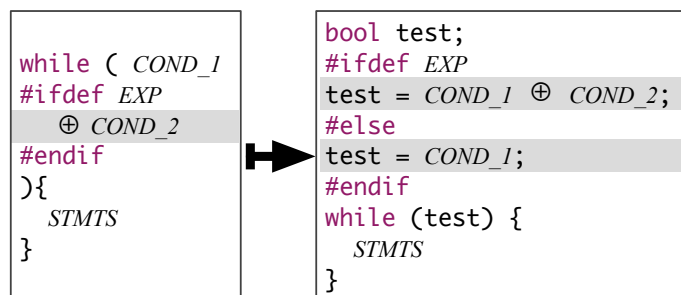 while ( COND_1
#ifdef EXP
⊕ COND_2
#endif
){
STMTS
}
bool test;
#ifdef EXP
test = COND_1 ⊕ COND_2;
#else
test = COND_1;
#endif
while (test) {
STMTS
}